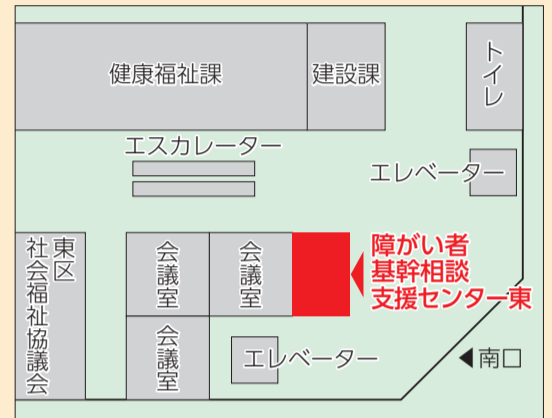 健康福祉課
建設課
トイレ
エスカレーター
エレベーター
東区
社会福祉協議会
会議室
会議室
障がい者
基幹相談
支援センター東
会議室
エレベーター
◀南口